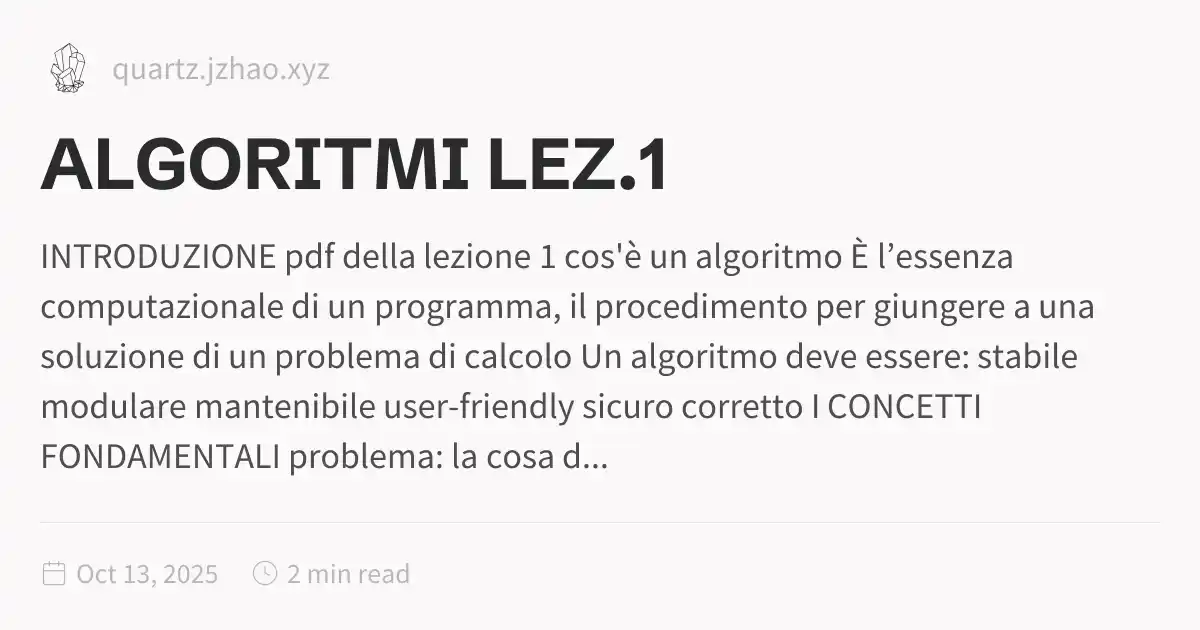 quartz.jzhao.xyz
ALGORITMI LEZ.1
INTRODUZIONE pdf della lezione 1 cos'è un algoritmo È l’essenza
computazionale di un programma, il procedimento per giungere a una
soluzione di un problema di calcolo Un algoritmo deve essere: stabile
modulare mantenibile user-friendly sicuro corretto I CONCETTI
FONDAMENTALI problema: la cosa d...
Oct 13, 2025 2 min read